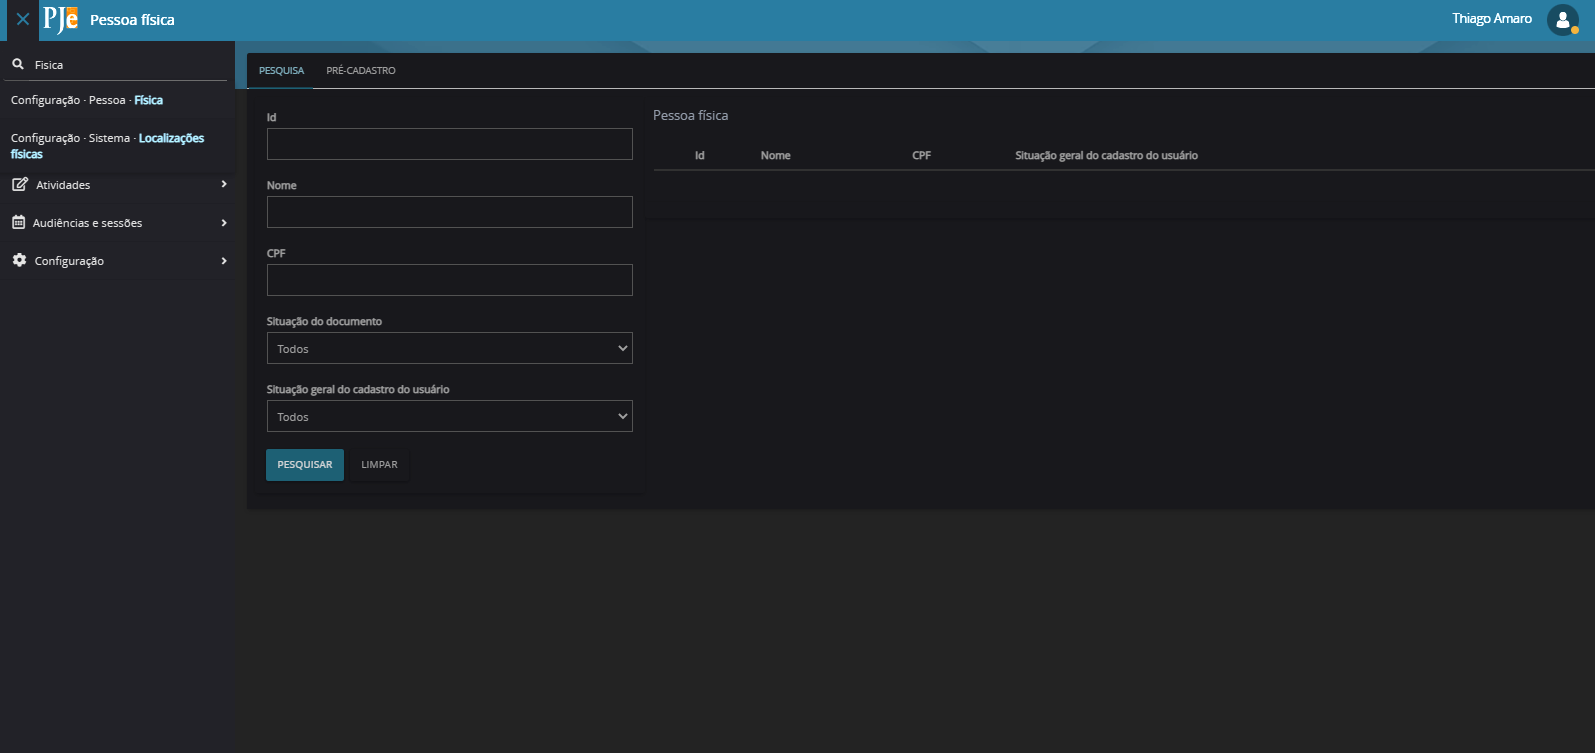 PJe Pessoa física
Thiago Amaro
Fisica
Configuração · Pessoa · Física
Configuração · Sistema · Localizações
físicas
Atividades
Audiências e sessões
Configuração
PESQUISA PRÉ-CADASTRO
Id
Nome
CPF
Situação do documento
Todos
Situação geral do cadastro do usuário
Todos
PESQUISAR LIMPAR
Pessoa física
Id Nome CPF Situação geral do cadastro do usuário